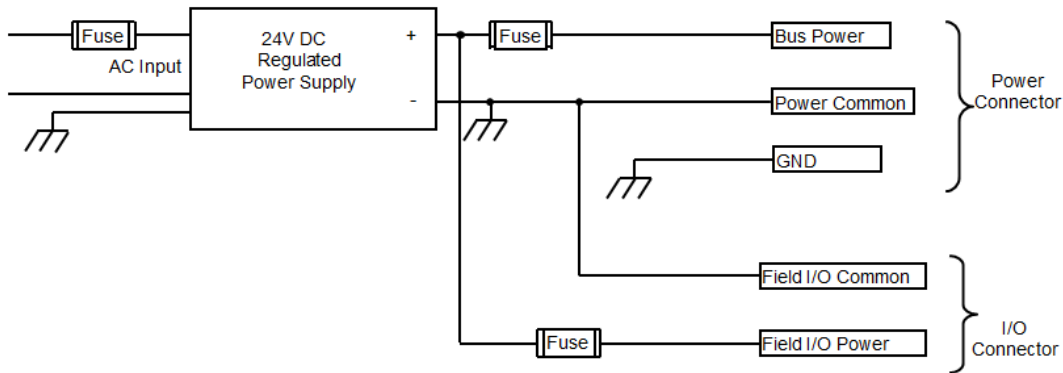 Fuse
AC Input
24V DC
Regulated
Power Supply
+
-
Fuse
Bus Power
Power Common
GND
Power
Connector
Field I/O Common
Fuse
Field I/O Power
I/O
Connector